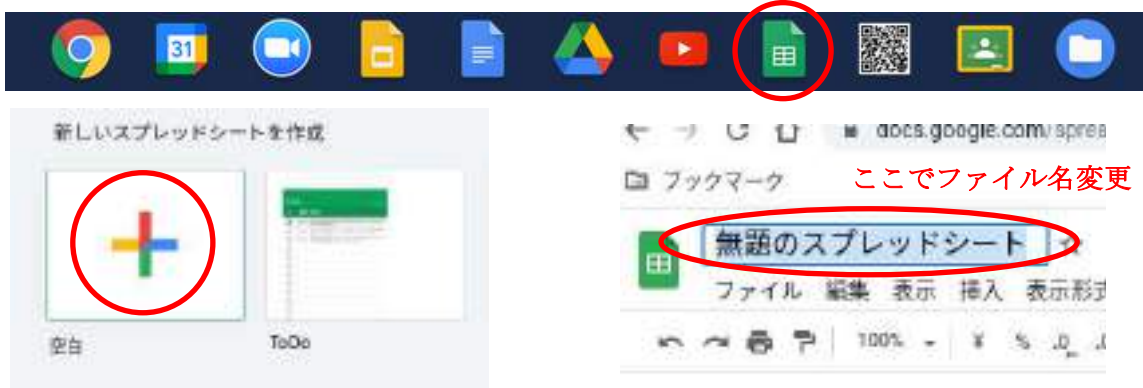 31
新しいスプレッドシートを作成
空白
ToDo
docs.google.com/sprea
ブックマーク
ここでファイル名変更
無題のスプレッドシート
ファイル 編集 表示 挿入 表示形式
100% ¥ % .0